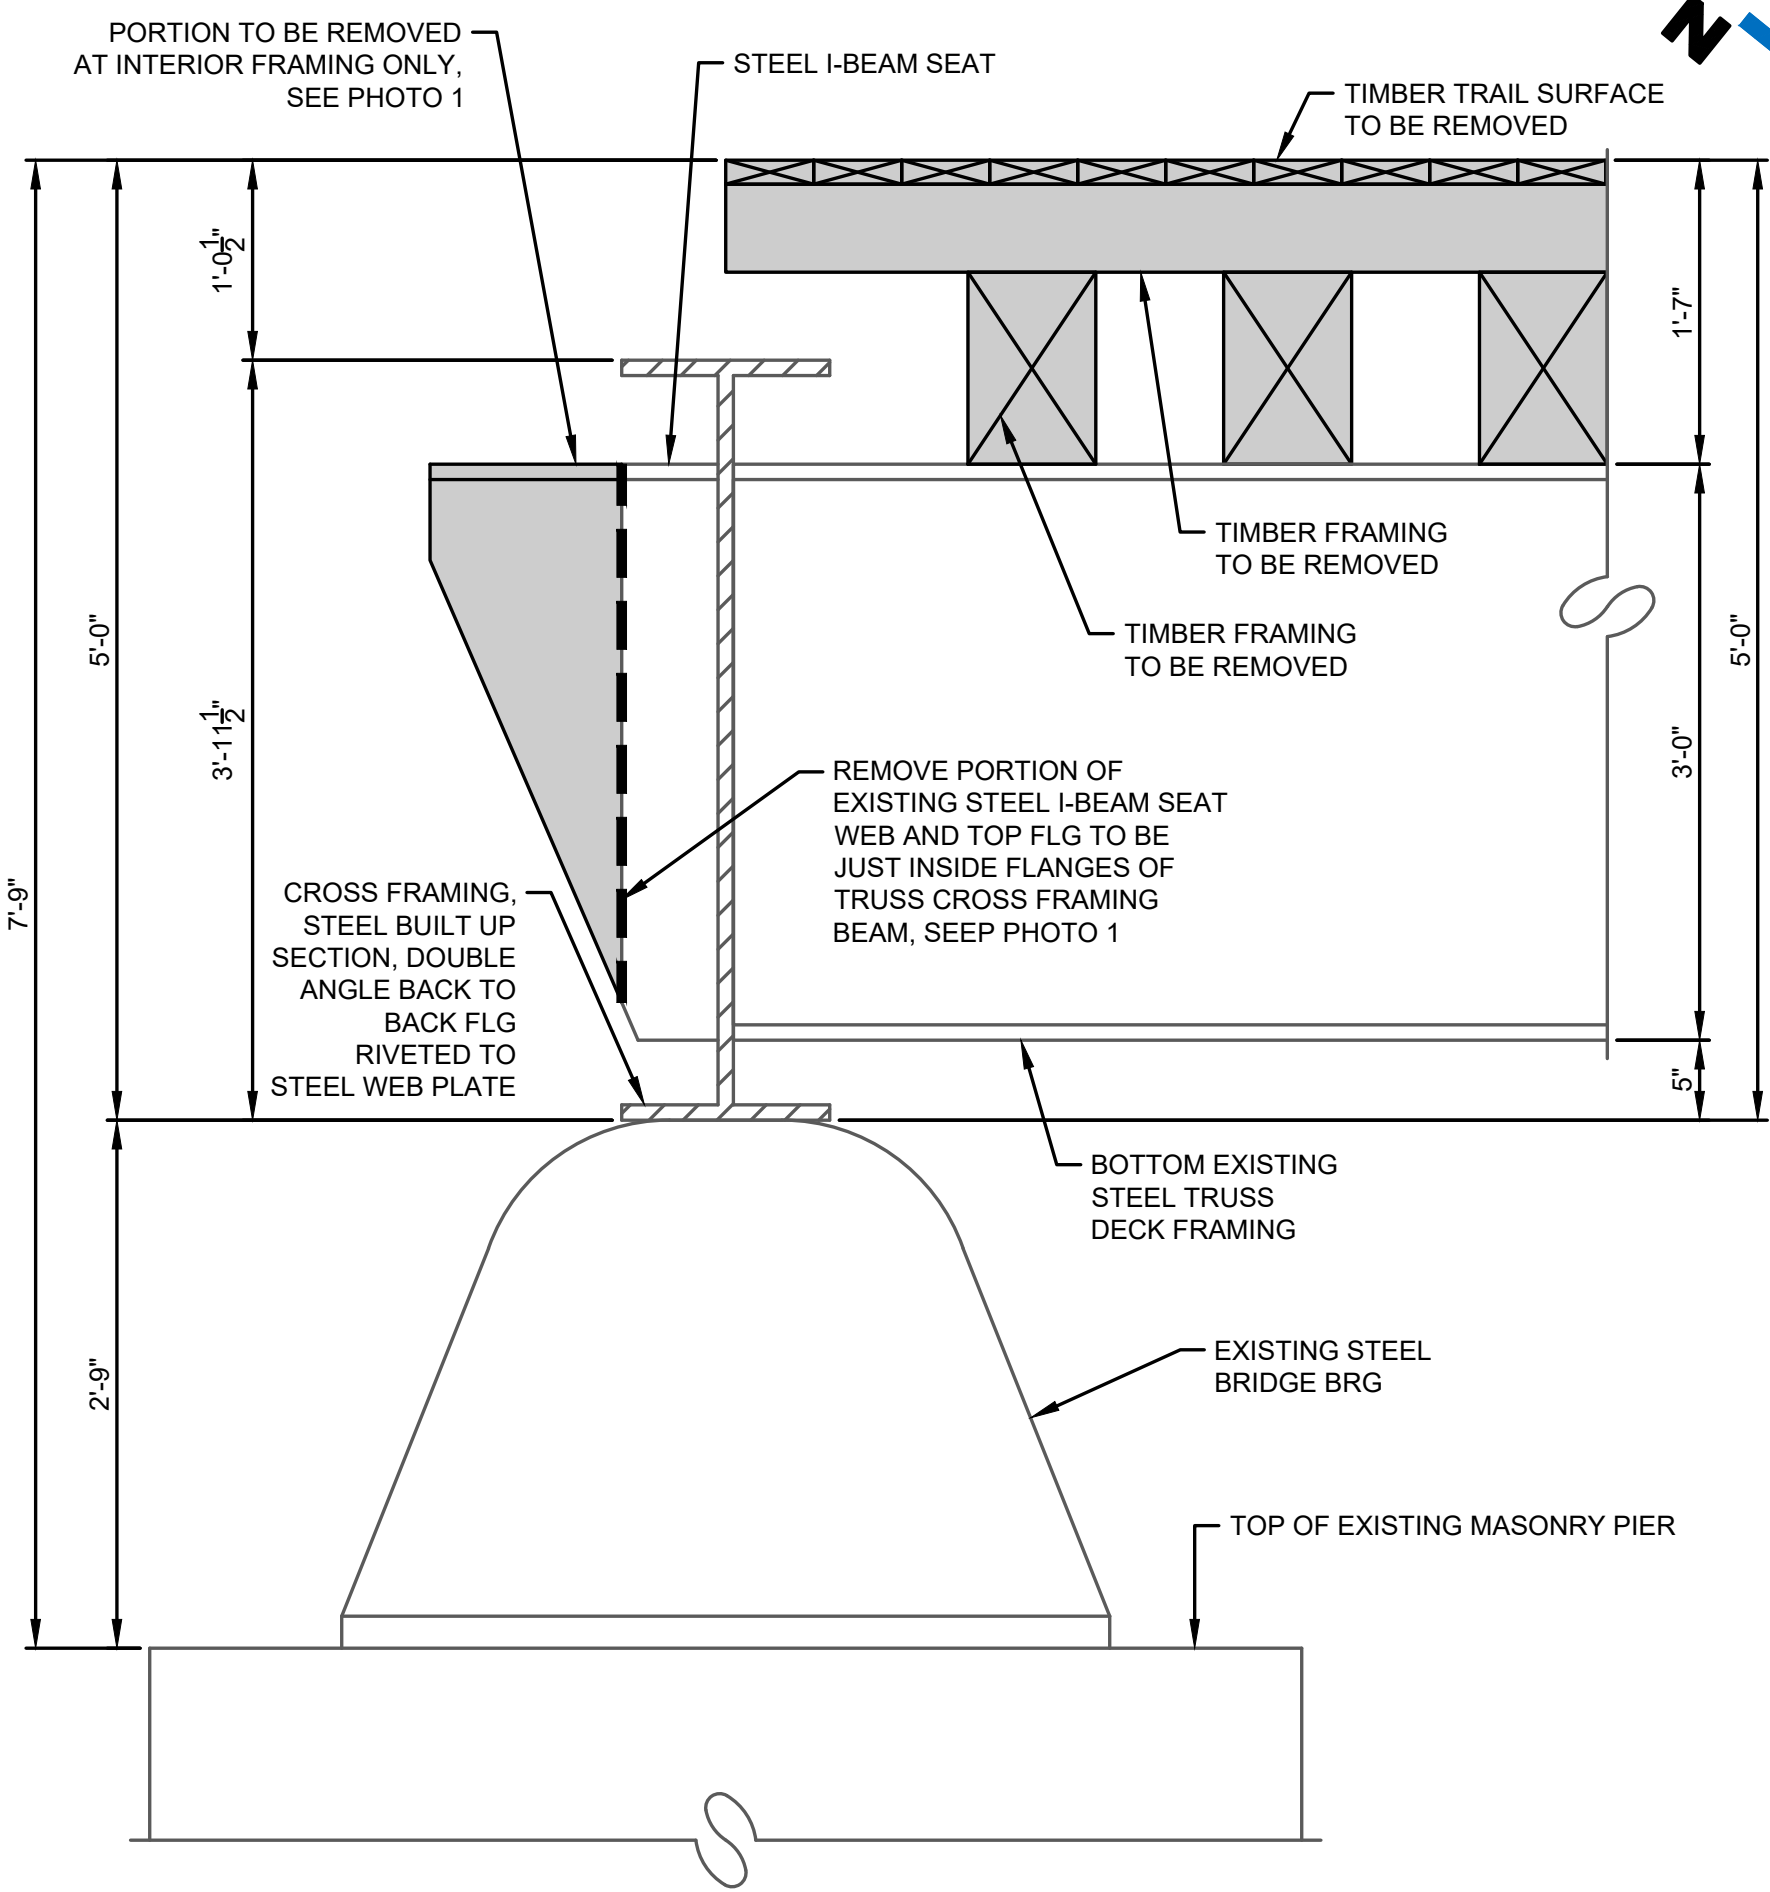 PORTION TO BE REMOVED
AT INTERIOR FRAMING ONLY,
SEE PHOTO 1
STEEL I-BEAM SEAT
TIMBER TRAIL SURFACE
TO BE REMOVED
N
1'-0 1/2"
1'-7"
TIMBER FRAMING
TO BE REMOVED
TIMBER FRAMING
TO BE REMOVED
5'-0"
5'-0"
3'-11 1/2"
3'-0"
REMOVE PORTION OF
EXISTING STEEL I-BEAM SEAT
WEB AND TOP FLG TO BE
JUST INSIDE FLANGES OF
TRUSS CROSS FRAMING
BEAM, SEEP PHOTO 1
7'-9"
CROSS FRAMING,
STEEL BUILT UP
SECTION, DOUBLE
ANGLE BACK TO
BACK FLG
RIVETED TO
STEEL WEB PLATE
5"
BOTTOM EXISTING
STEEL TRUSS
DECK FRAMING
2'-9"
EXISTING STEEL
BRIDGE BRG
TOP OF EXISTING MASONRY PIER